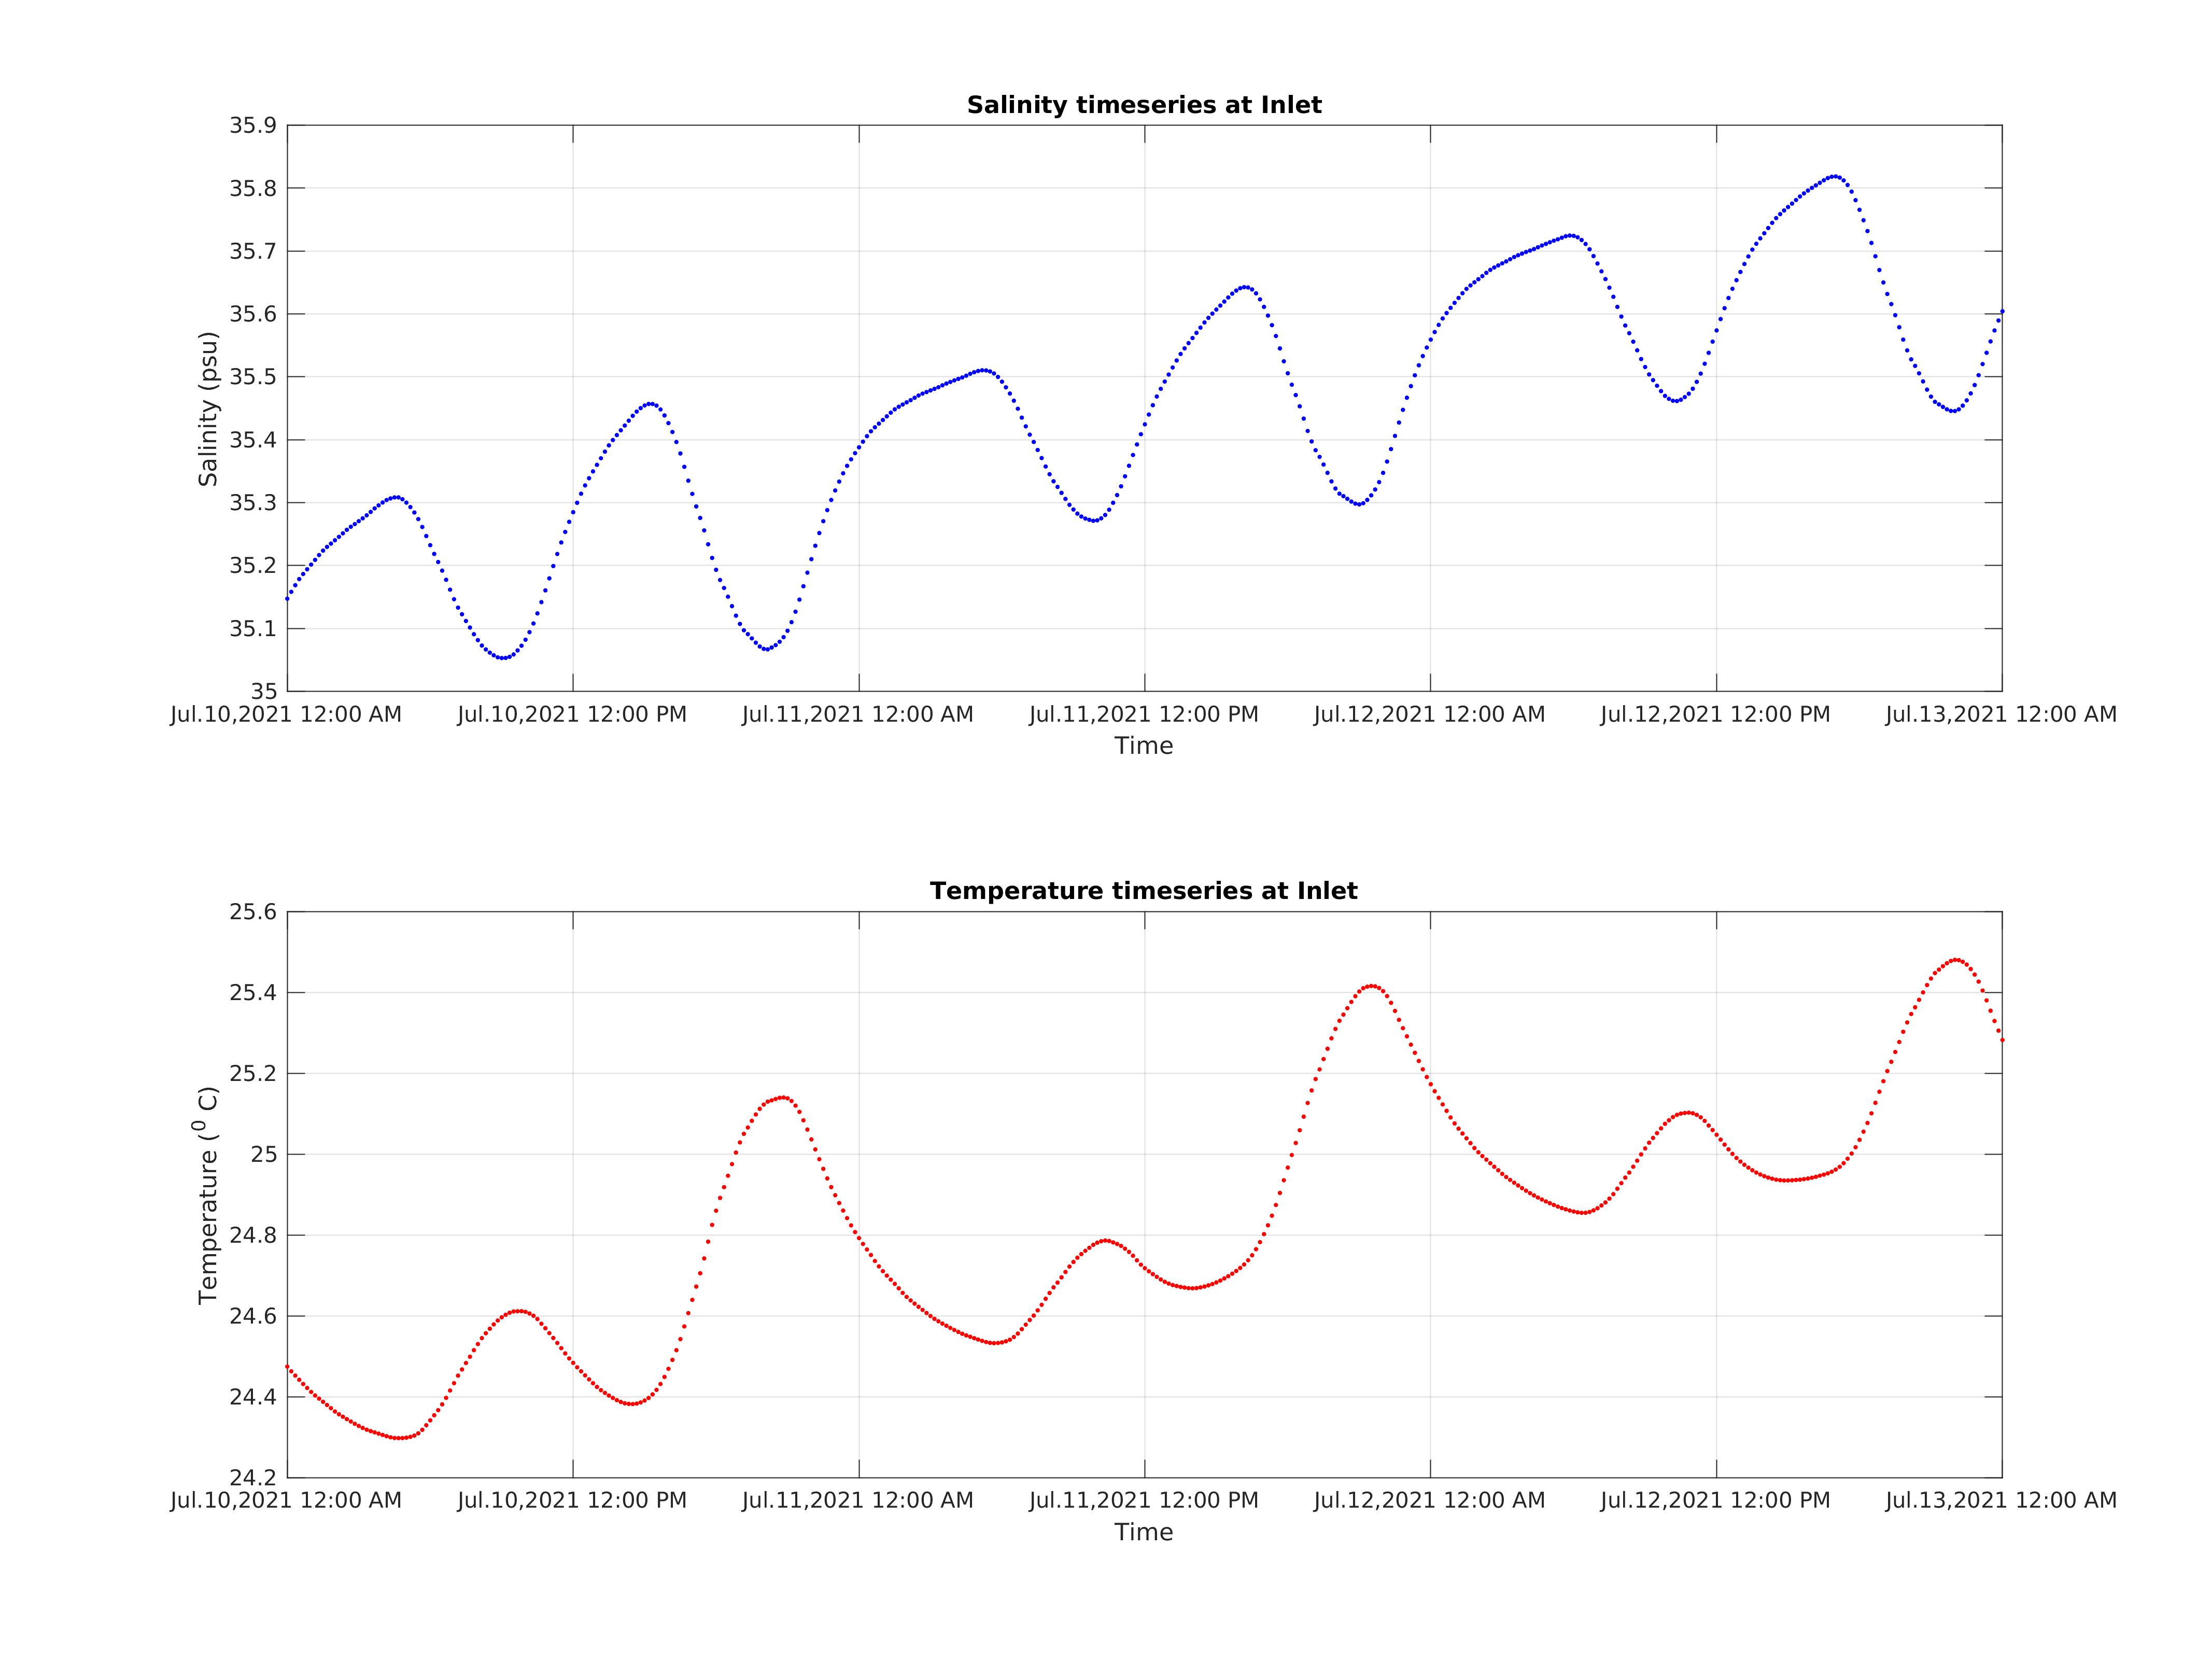 Salinity timeseries at Inlet
35.9
35.8
35.7
35.6
35.5
35.4
35.3
35.2
35.1
35
Salinity (psu)
Jul.10,2021 12:00 AM Jul.10,2021 12:00 PM Jul.11,2021 12:00 AM Jul.11,2021 12:00 PM Jul.12,2021 12:00 AM Jul.12,2021 12:00 PM Jul.13,2021 12:00 AM
Time
Temperature timeseries at Inlet
25.6
25.4
25.2
25
24.8
24.6
24.4
24.2
Temperature (⁰ C)
Jul.10,2021 12:00 AM Jul.10,2021 12:00 PM Jul.11,2021 12:00 AM Jul.11,2021 12:00 PM Jul.12,2021 12:00 AM Jul.12,2021 12:00 PM Jul.13,2021 12:00 AM
Time